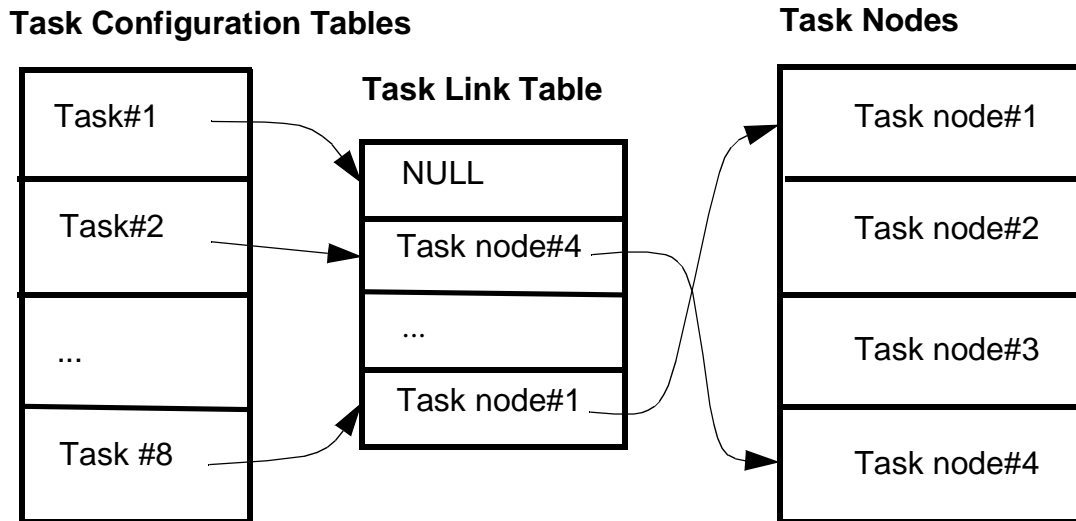 Task Configuration Tables
Task#1
Task#2
...
Task #8
Task Link Table
NULL
Task node#4
...
Task node#1
Task Nodes
Task node#1
Task node#2
Task node#3
Task node#4